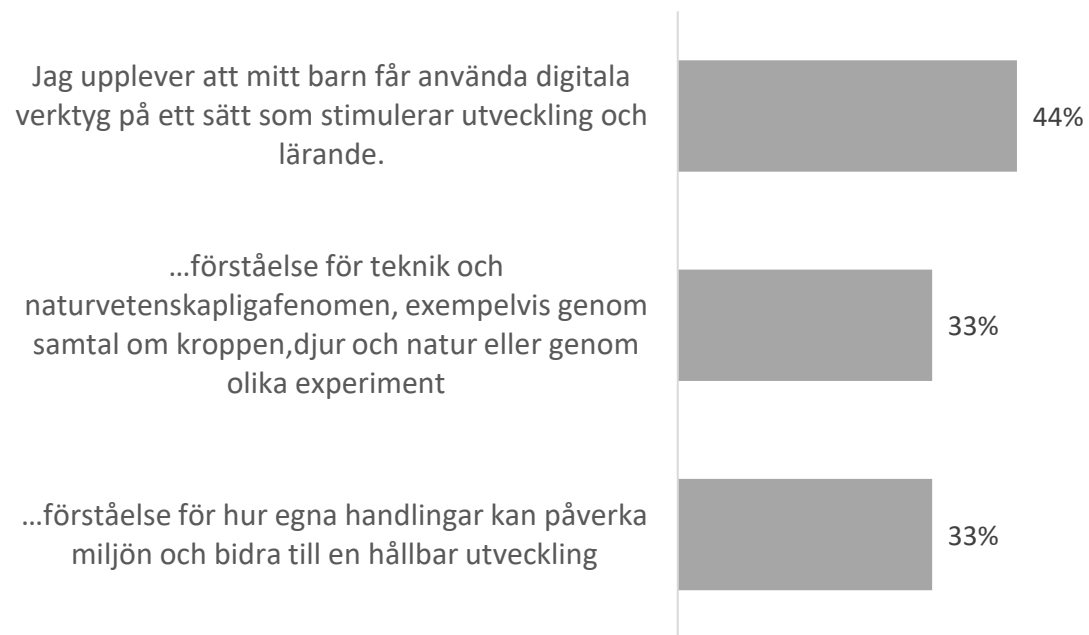 Jag upplever att mitt barn får använda digitala
verktyg på ett sätt som stimulerar utveckling och
lärande.
44%
…förståelse för teknik och
naturvetenskapligafenomen, exempelvis genom
samtal om kroppen,djur och natur eller genom
olika experiment
33%
…förståelse för hur egna handlingar kan påverka
miljön och bidra till en hållbar utveckling
33%